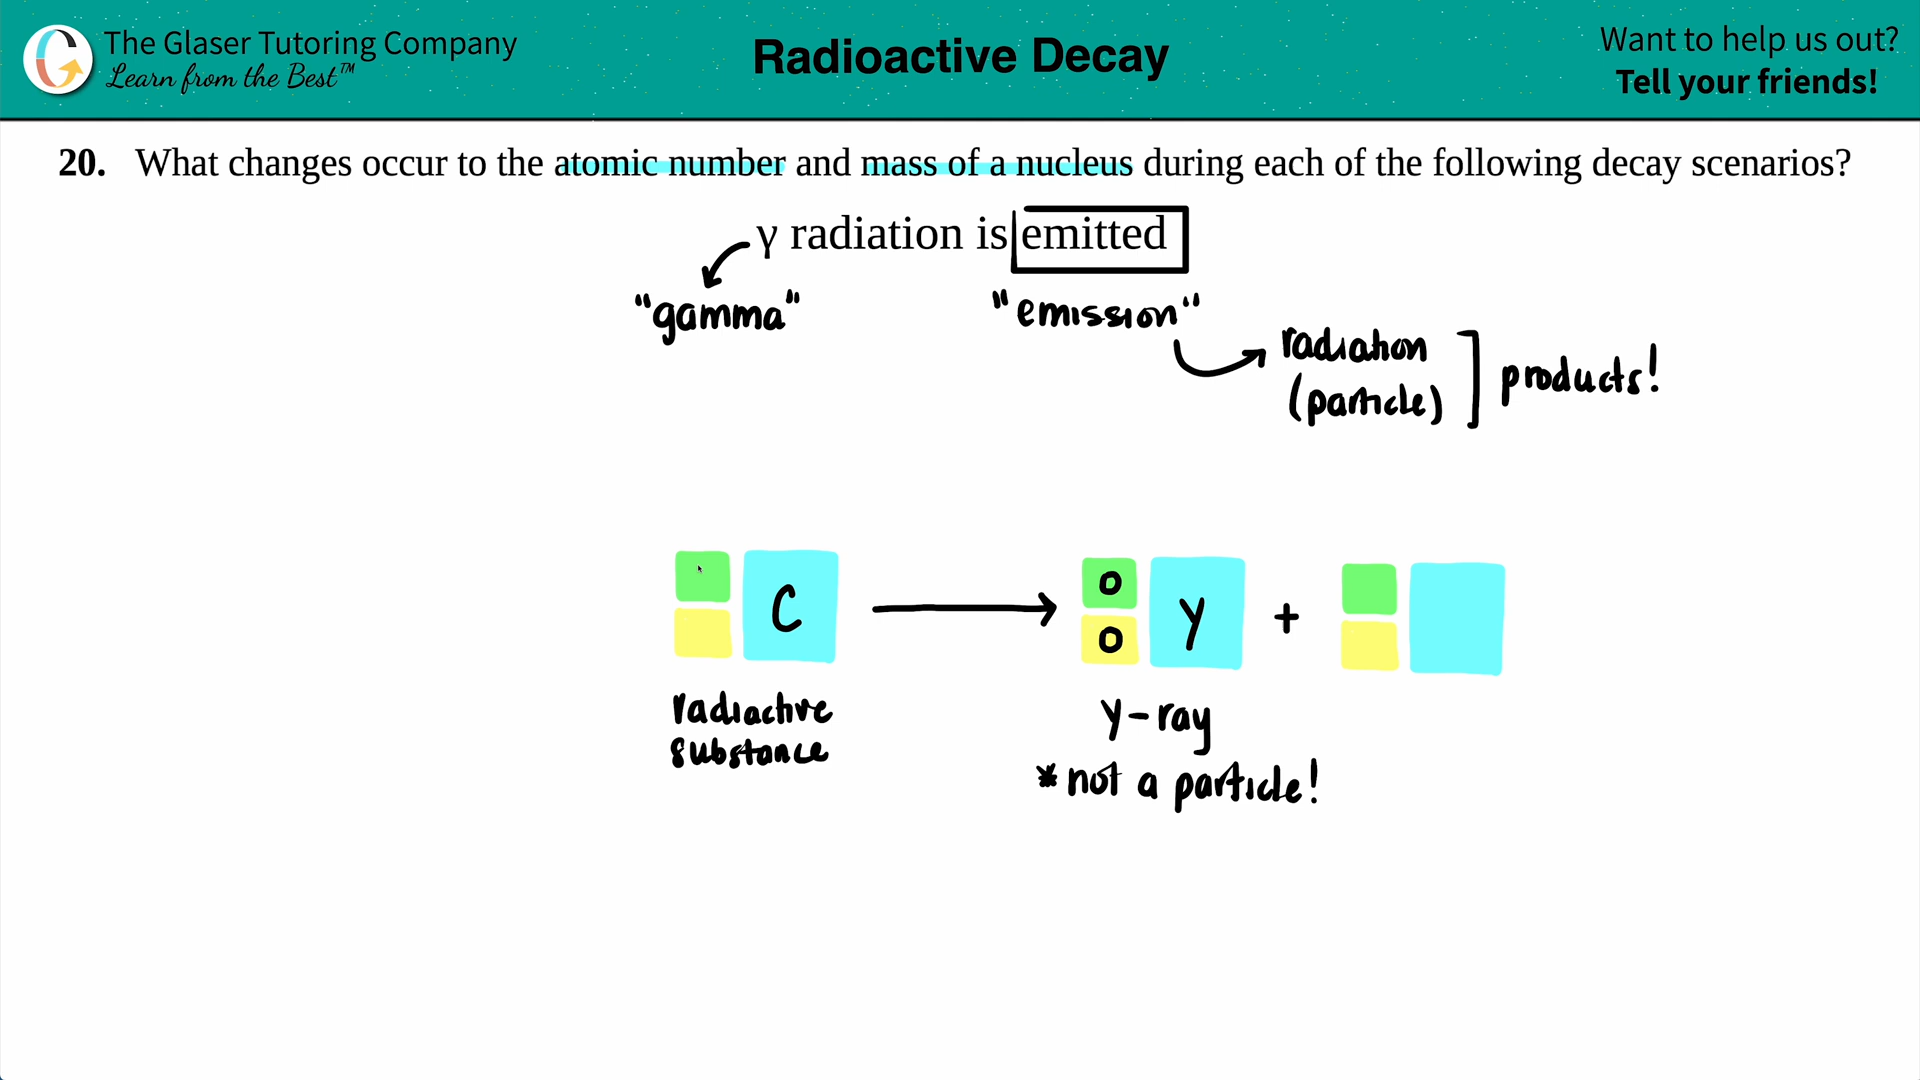 The Glaser Tutoring Company
Learn from the Best™
Radioactive Decay
Want to help us out?
Tell your friends!
20. What changes occur to the atomic number and mass of a nucleus during each of the following decay scenarios?
γ radiation is emitted
"gamma"
"emission"
radiation
(particle)
products!
C
0
0
γ
+
radiactive
substance
γ-ray
*not a particle!